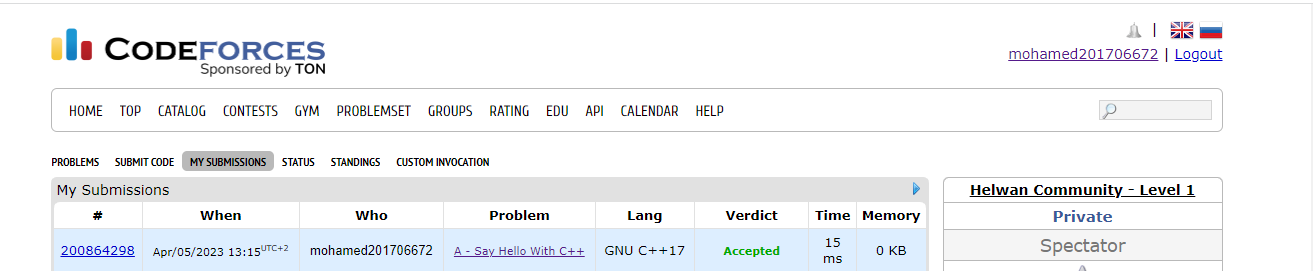 CODEFORCES
Sponsored by TON
|
mohamed201706672 | Logout
HOME TOP CATALOG CONTESTS GYM PROBLEMSET GROUPS RATING EDU API CALENDAR HELP
PROBLEMS SUBMIT CODE MY SUBMISSIONS STATUS STANDINGS CUSTOM INVOCATION
My Submissions
# When Who Problem Lang Verdict Time Memory
200864298 Apr/05/2023 13:15UTC+2 mohamed201706672 A - Say Hello With C++ GNU C++17 Accepted 15 ms 0 KB
Helwan Community - Level 1
Private
Spectator